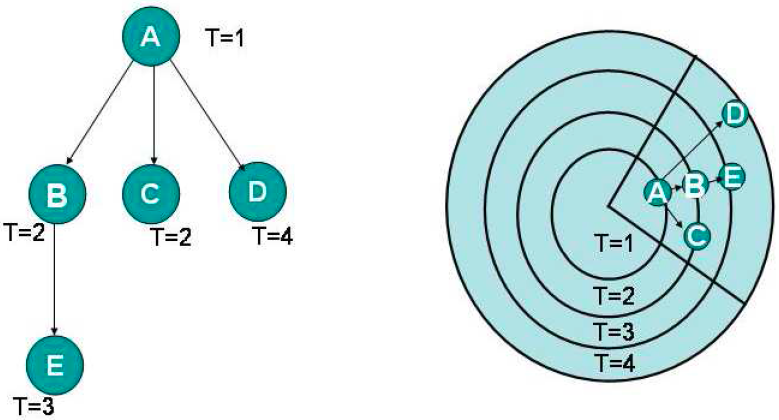 A T=1
B C D
T=2 T=2 T=4
E
T=3
D
A B E
C
T=1
T=2
T=3
T=4